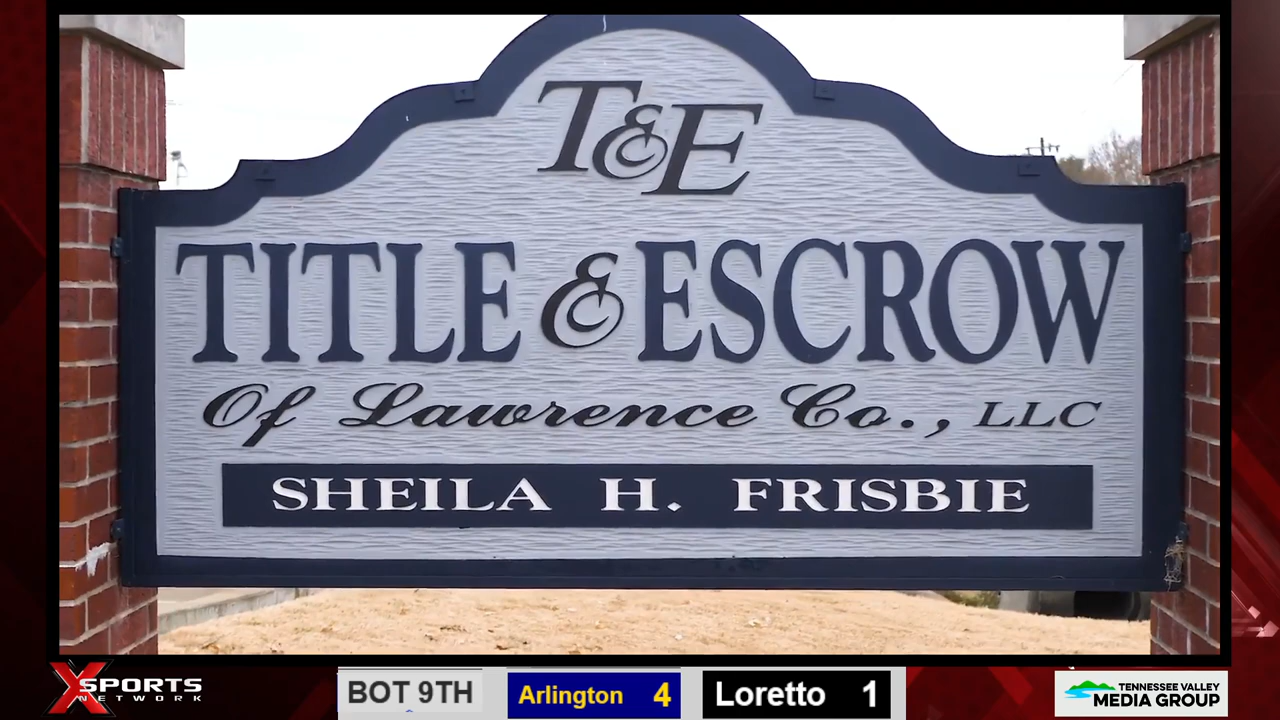 T&E
TITLE & ESCROW
Of Lawrence Co., LLC
SHEILA H. FRISBIE
XSPORTS
NETWORK
BOT 9TH
Arlington 4
Loretto 1
TENNESSEE VALLEY
MEDIA GROUP